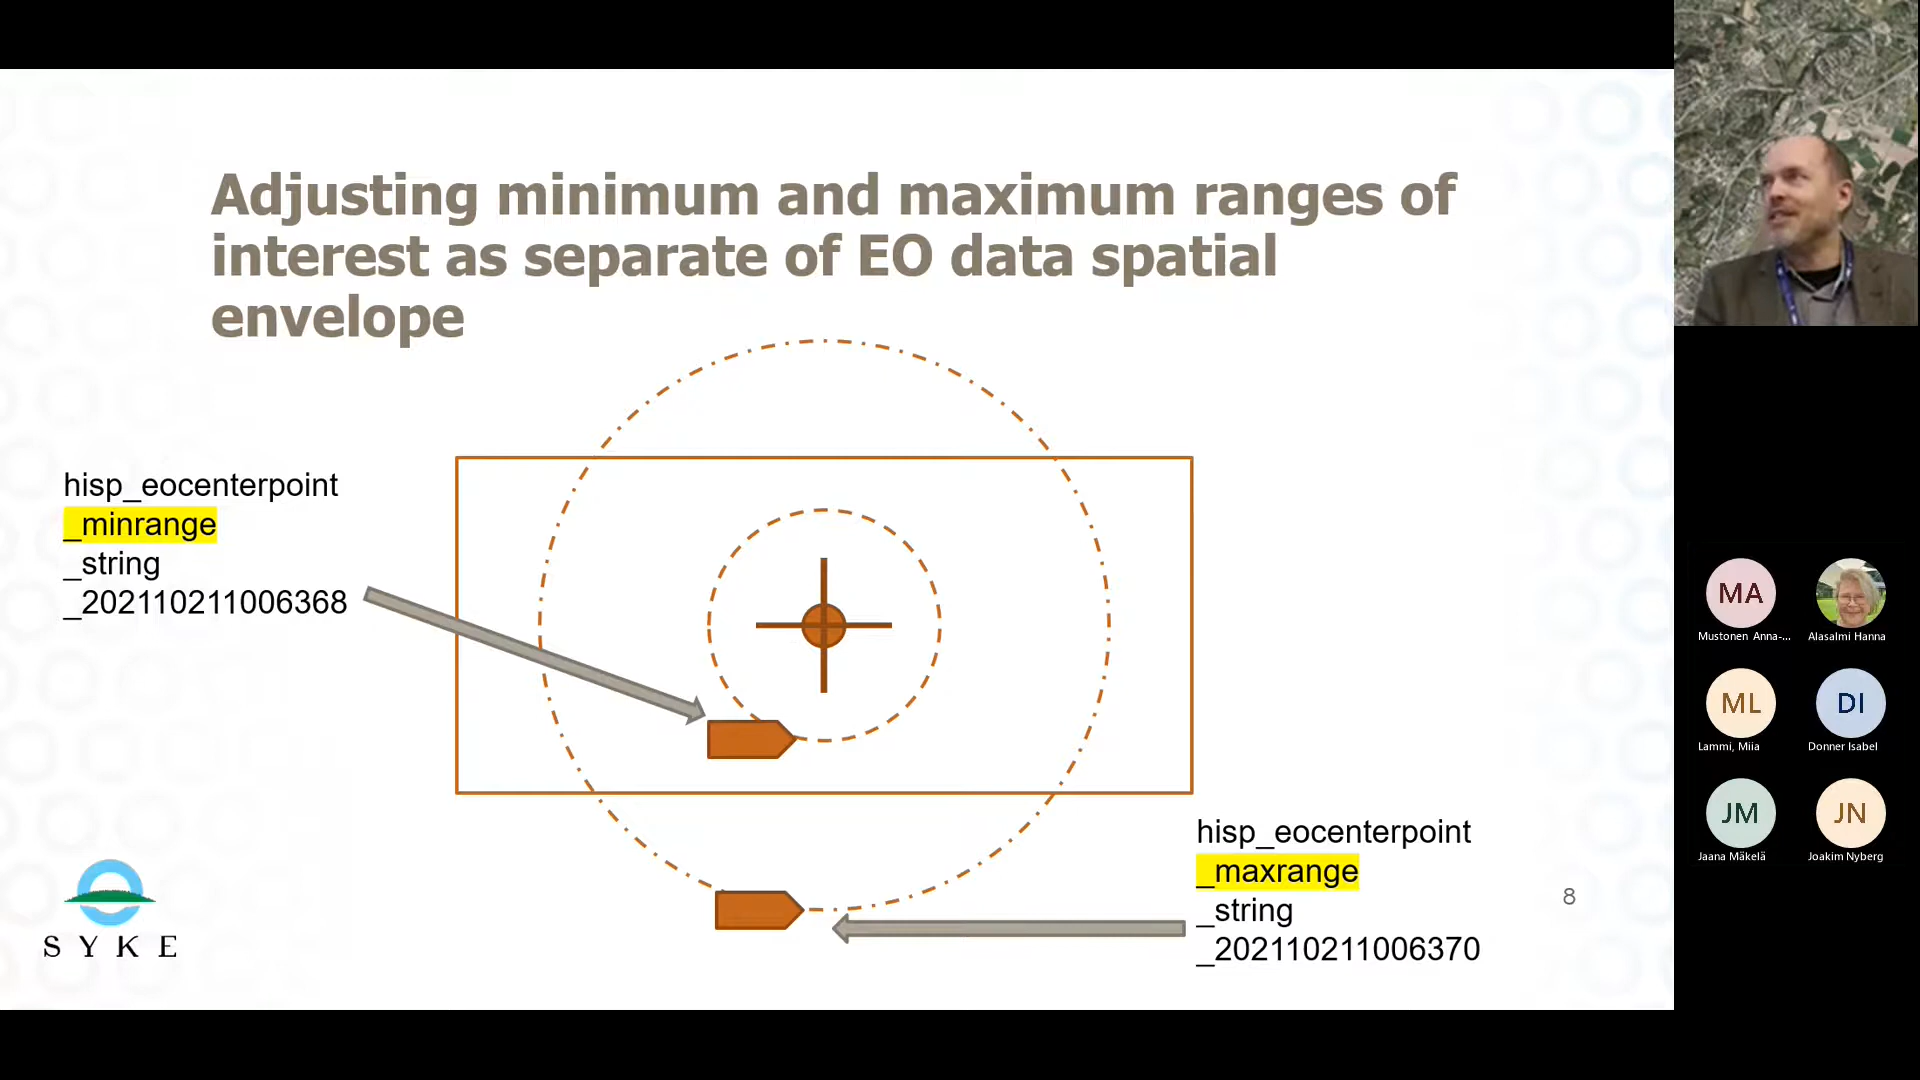 Adjusting minimum and maximum ranges of
interest as separate of EO data spatial
envelope
hisp_eocenterpoint
_minrange
_string
_202110211006368
hisp_eocenterpoint
_maxrange
_string
_202110211006370
8
SYKE
MA
Mustonen Anna-...
Alasalmi Hanna
ML
Lammi, Miia
DI
Donner Isabel
JM
Jaana Mäkelä
JN
Joakim Nyberg